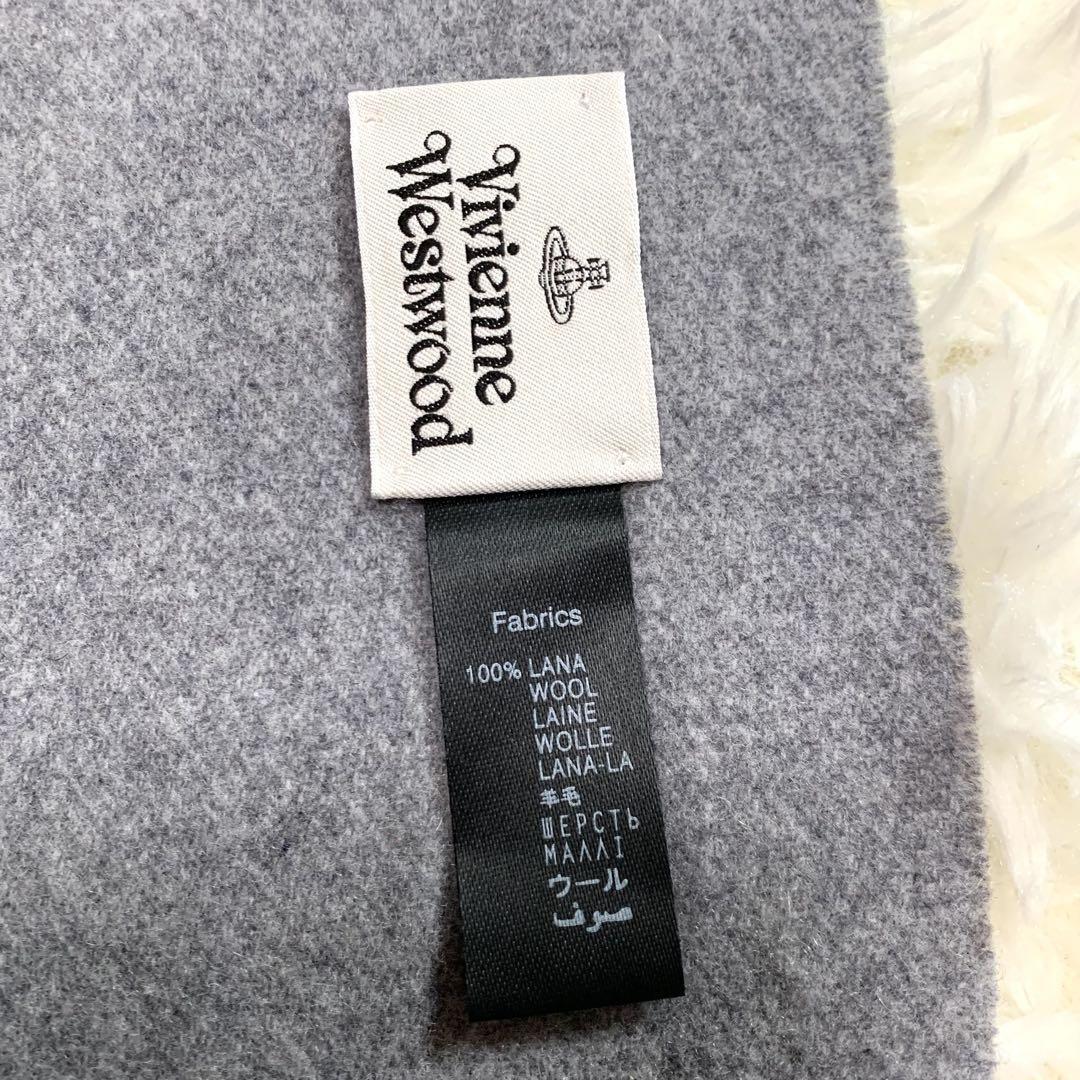 Vivienne
Westwood
Fabrics
100% LANA
WOOL
LAINE
WOLLE
LANA-LA
羊毛
ШЕРСТЬ
ΜΑΛΛΙ
ウール
صوف